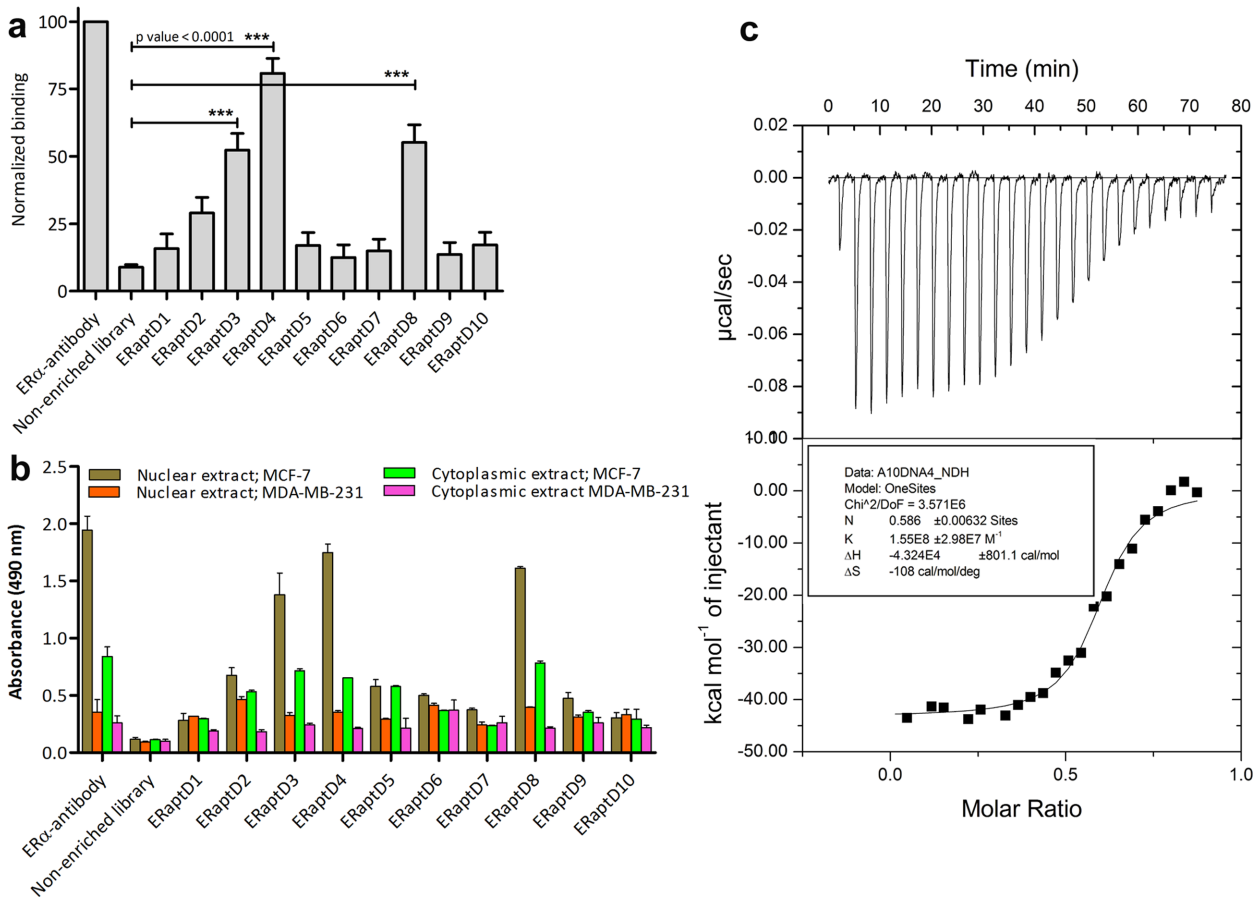 a
100
75
50
25
0
Normalized binding
p value < 0.0001
***
***
***
ERα-antibody
Non-enriched library
ERaptD1
ERaptD2
ERaptD3
ERaptD4
ERaptD5
ERaptD6
ERaptD7
ERaptD8
ERaptD9
ERaptD10
b
2.5
2.0
1.5
1.0
0.5
0.0
Absorbance (490 nm)
Nuclear extract; MCF-7
Nuclear extract; MDA-MB-231
Cytoplasmic extract; MCF-7
Cytoplasmic extract MDA-MB-231
ERα-antibody
Non-enriched library
ERaptD1
ERaptD2
ERaptD3
ERaptD4
ERaptD5
ERaptD6
ERaptD7
ERaptD8
ERaptD9
ERaptD10
c
Time (min)
0 10 20 30 40 50 60 70 80
0.02
0.00
-0.02
-0.04
-0.06
-0.08
µcal/sec
Data: A10DNA4_NDH
Model: OneSites
Chi^2/DoF = 3.571E6
N 0.586 ±0.00632 Sites
K 1.55E8 ±2.98E7 M⁻¹
ΔH -4.324E4 ±801.1 cal/mol
ΔS -108 cal/mol/deg
0.00
-10.00
-20.00
-30.00
-40.00
-50.00
kcal mol⁻¹ of injectant
0.0 0.5 1.0
Molar Ratio